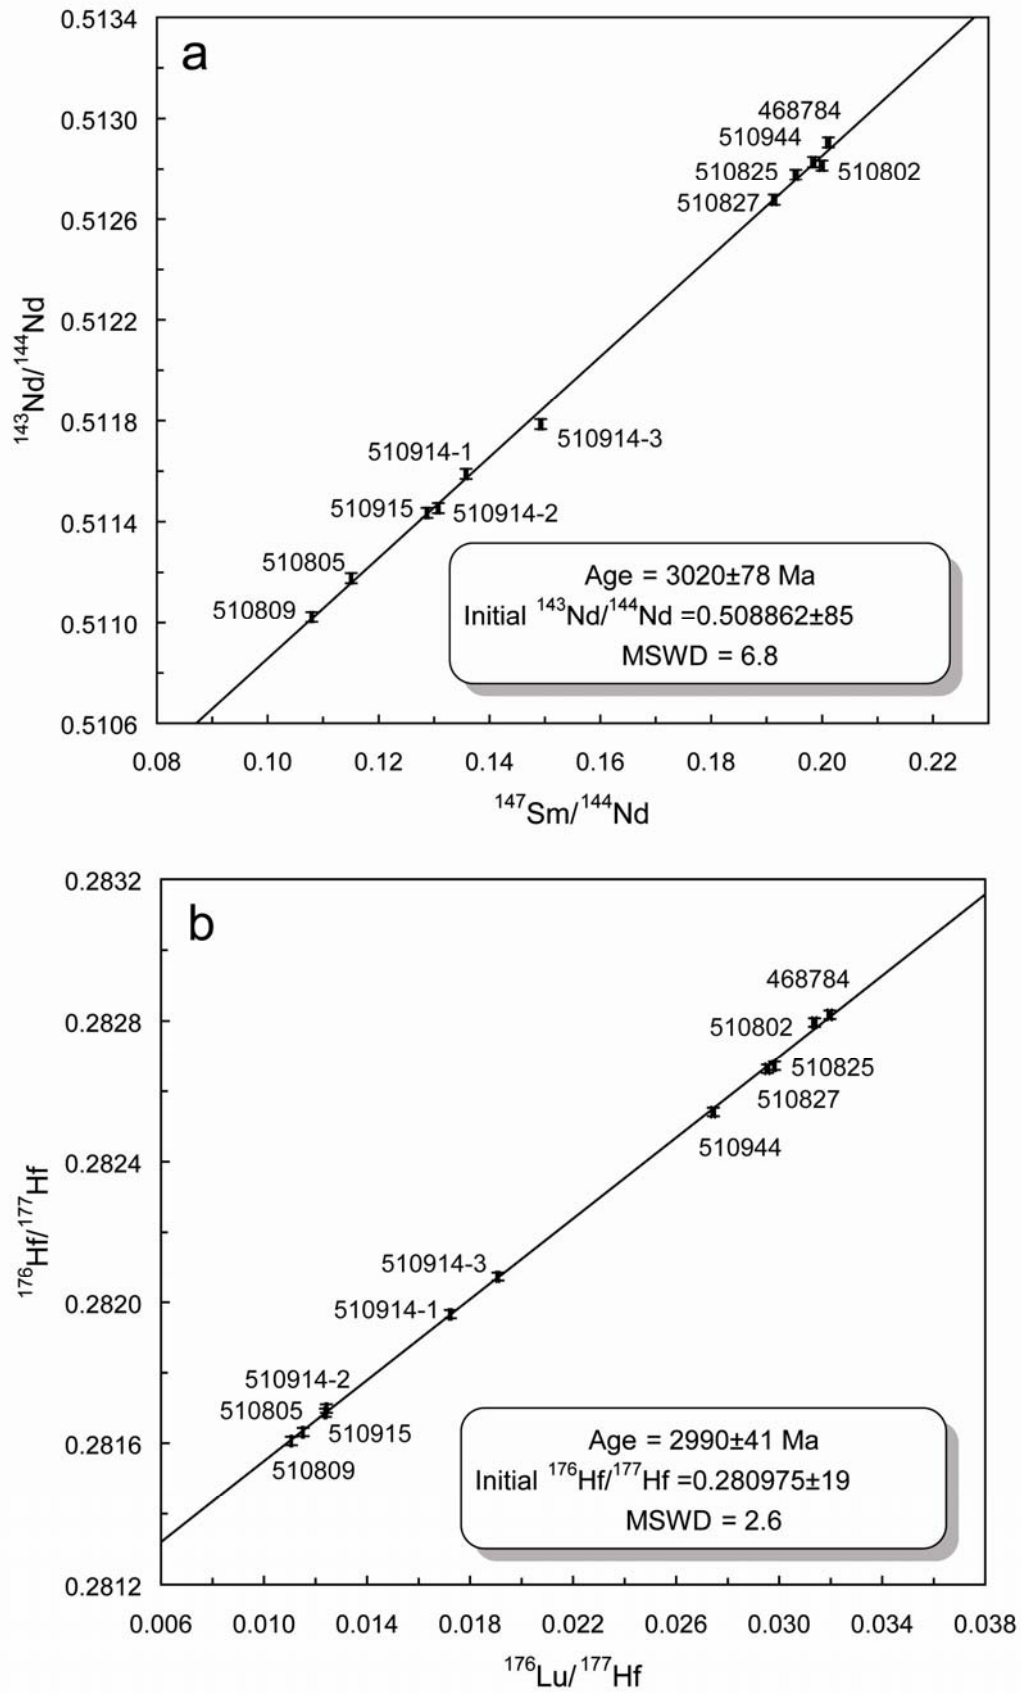 a
0.5134
0.5130
0.5126
0.5122
0.5118
0.5114
0.5110
0.5106
¹⁴³Nd/¹⁴⁴Nd
468784
510944
510825
510802
510827
510914-3
510914-1
510915
510914-2
510805
510809
Age = 3020±78 Ma
Initial ¹⁴³Nd/¹⁴⁴Nd =0.508862±85
MSWD = 6.8
0.08 0.10 0.12 0.14 0.16 0.18 0.20 0.22
¹⁴⁷Sm/¹⁴⁴Nd
b
0.2832
0.2828
0.2824
0.2820
0.2816
0.2812
¹⁷⁶Hf/¹⁷⁷Hf
468784
510802
510825
510827
510944
510914-3
510914-1
510914-2
510805
510915
510809
Age = 2990±41 Ma
Initial ¹⁷⁶Hf/¹⁷⁷Hf =0.280975±19
MSWD = 2.6
0.006 0.010 0.014 0.018 0.022 0.026 0.030 0.034 0.038
¹⁷⁶Lu/¹⁷⁷Hf